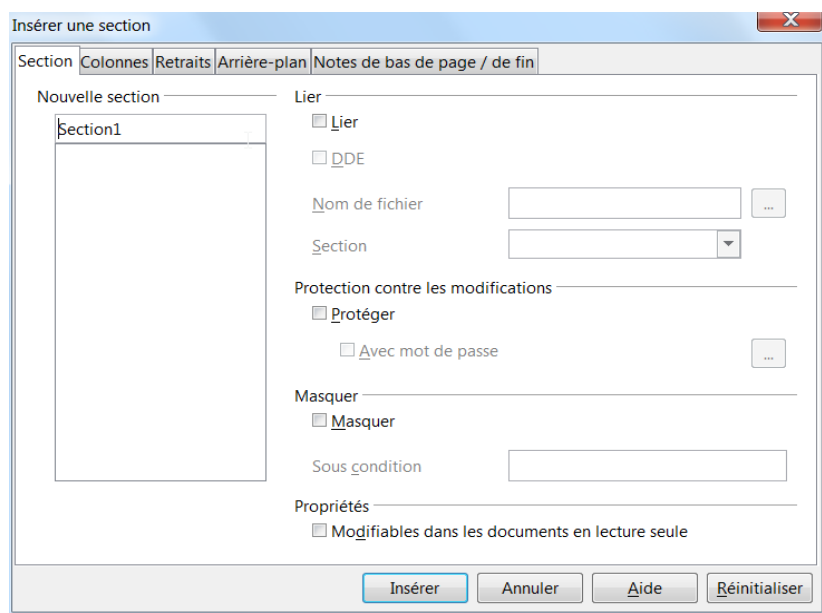 Insérer une section
Section Colonnes Retraits Arrière-plan Notes de bas de page / de fin
Nouvelle section
Section1
Lier
Lier
DDE
Nom de fichier
...
Section
Protection contre les modifications
Protéger
Avec mot de passe
...
Masquer
Masquer
Sous condition
Propriétés
Modifiables dans les documents en lecture seule
Insérer Annuler Aide Réinitialiser